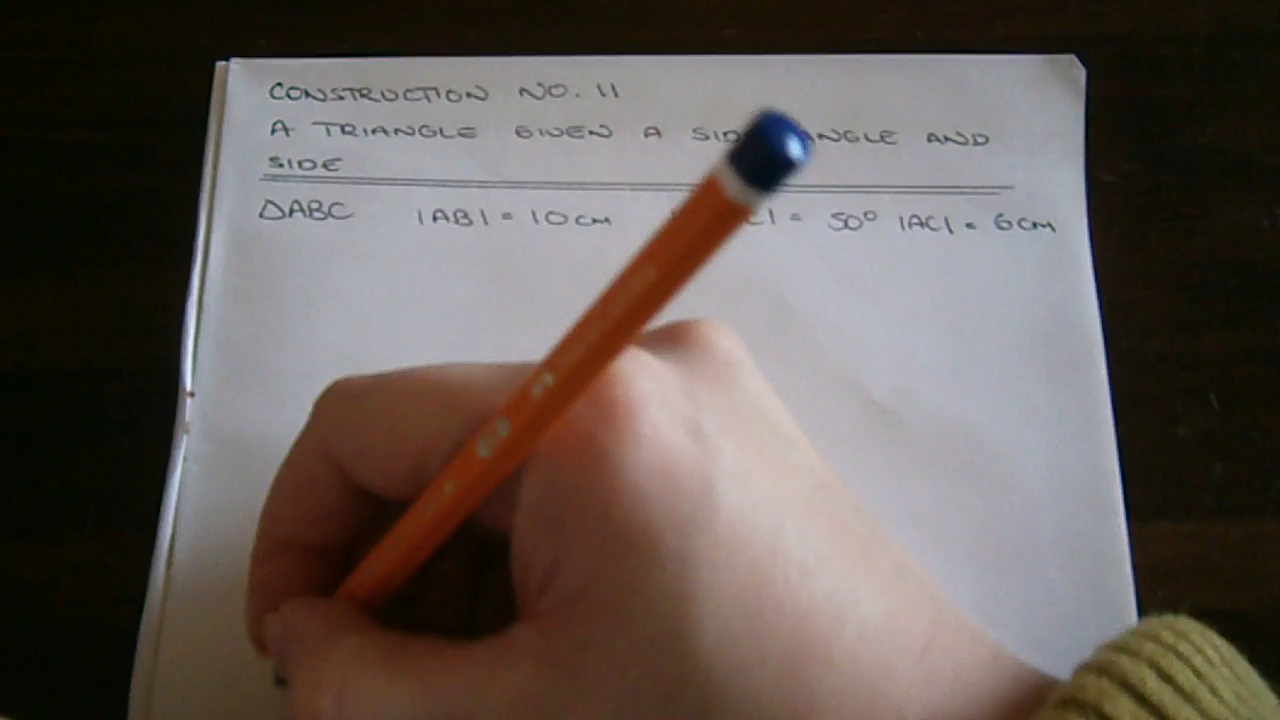 CONSTRUCTION NO. 11
A TRIANGLE GIVEN A SIDE ANGLE AND
SIDE
ΔABC |AB| = 10cm C| = 50° |AC| = 6cm